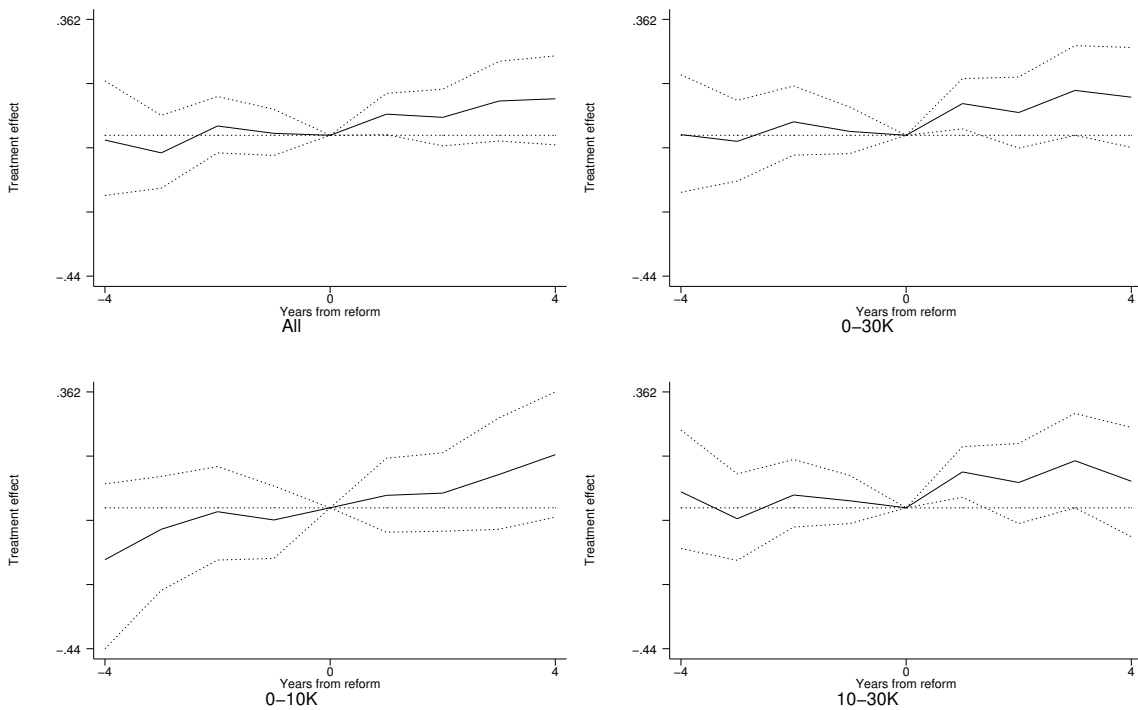 .362
Treatment effect
−.44
−4
0
4
Years from reform
All
.362
Treatment effect
−.44
−4
0
4
Years from reform
0−30K
.362
Treatment effect
−.44
−4
0
4
Years from reform
0−10K
.362
Treatment effect
−.44
−4
0
4
Years from reform
10−30K